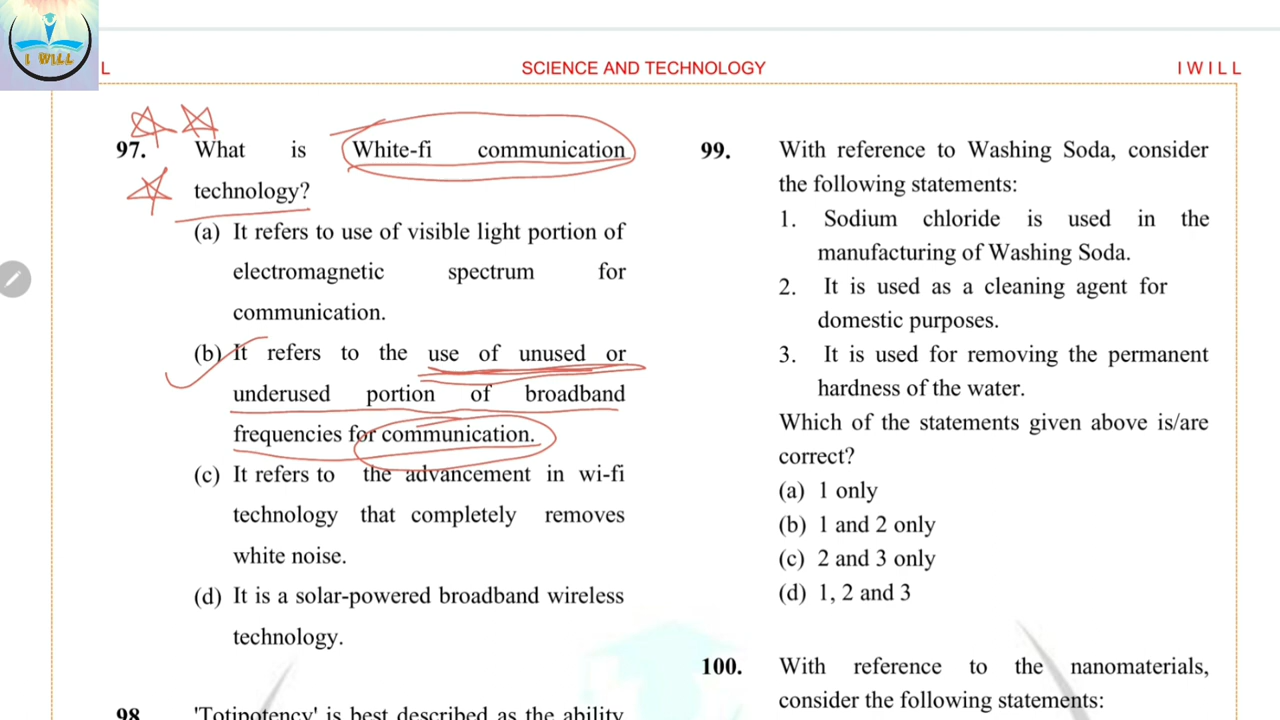 I WILL
L
SCIENCE AND TECHNOLOGY
I W I L L
97. What is White-fi communication
technology?
(a) It refers to use of visible light portion of
electromagnetic spectrum for
communication.
(b) It refers to the use of unused or
underused portion of broadband
frequencies for communication.
(c) It refers to the advancement in wi-fi
technology that completely removes
white noise.
(d) It is a solar-powered broadband wireless
technology.
98 'Totipotency' is best described as the ability
99. With reference to Washing Soda, consider
the following statements:
1. Sodium chloride is used in the
manufacturing of Washing Soda.
2. It is used as a cleaning agent for
domestic purposes.
3. It is used for removing the permanent
hardness of the water.
Which of the statements given above is/are
correct?
(a) 1 only
(b) 1 and 2 only
(c) 2 and 3 only
(d) 1, 2 and 3
100. With reference to the nanomaterials,
consider the following statements: